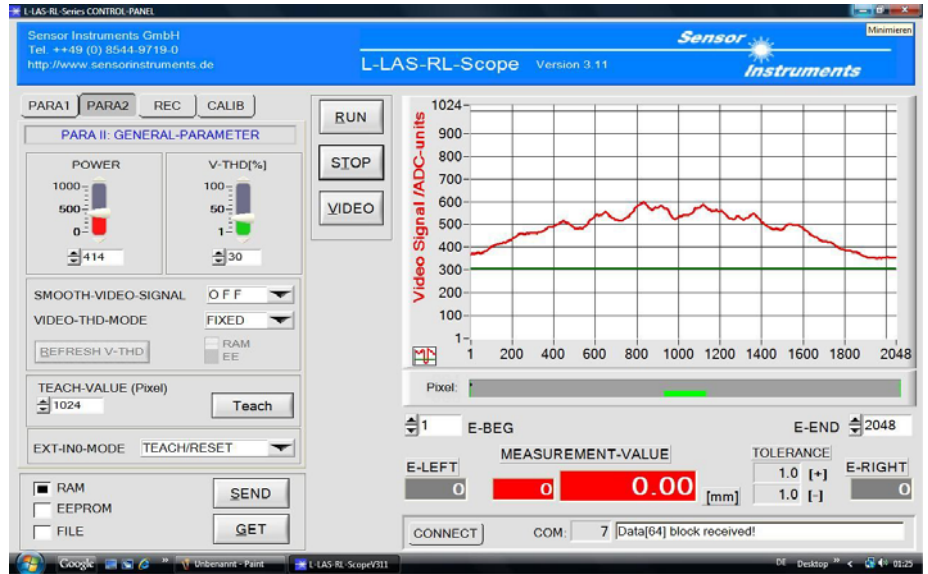 L-LAS-RL-Series CONTROL-PANEL
Minimieren
Sensor Instruments GmbH
Tel. ++49 (0) 8544-9719-0
http://www.sensorinstruments.de
L-LAS-RL-Scope Version 3.11
Sensor
Instruments
PARA1 PARA2 REC CALIB
PARA II: GENERAL-PARAMETER
POWER V-THD[%]
1000 100
500 50
0 1
414 30
SMOOTH-VIDEO-SIGNAL OFF
VIDEO-THD-MODE FIXED
REFRESH V-THD RAM
EE
TEACH-VALUE (Pixel)
1024 Teach
EXT-IN0-MODE TEACH/RESET
RAM
EEPROM
FILE
SEND
GET
RUN
STOP
VIDEO
Video Signal /ADC-units
1024
900
800
700
600
500
400
300
200
100
1
1 200 400 600 800 1000 1200 1400 1600 1800 2048
Pixel:
1 E-BEG E-END 2048
MEASUREMENT-VALUE TOLERANCE
E-LEFT E-RIGHT
0 0 0.00 [mm] 1.0 [+]
1.0 [-] 0
CONNECT COM: 7 Data[64] block received!
Google " Unbenannt - Paint L-LAS-RL-ScopeV311 DE Desktop " < 01:25